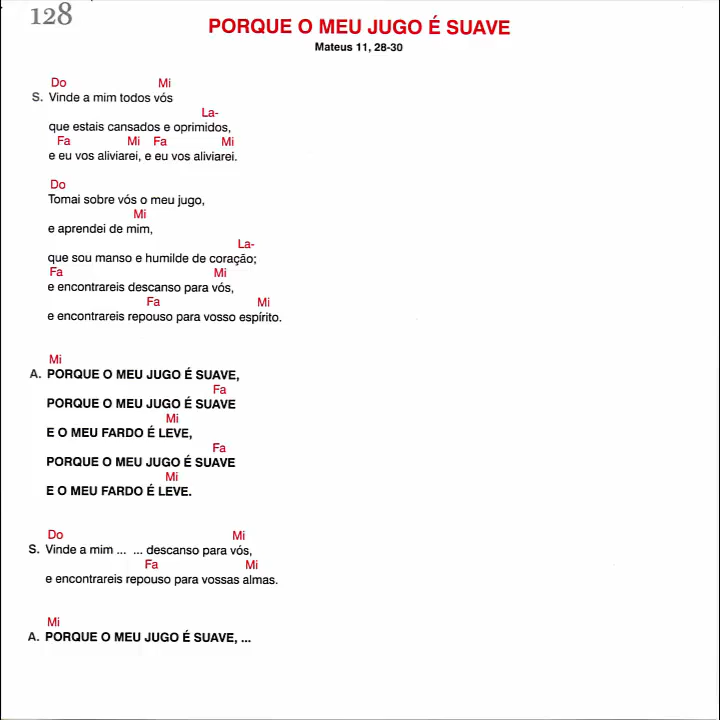 128
PORQUE O MEU JUGO É SUAVE
Mateus 11, 28-30
Do Mi
S. Vinde a mim todos vós
La-
que estais cansados e oprimidos,
Fa Mi Fa Mi
e eu vos aliviarei, e eu vos aliviarei.
Do
Tomai sobre vós o meu jugo,
Mi
e aprendei de mim,
La-
que sou manso e humilde de coração;
Fa Mi
e encontrareis descanso para vós,
Fa Mi
e encontrareis repouso para vosso espírito.
Mi
A. PORQUE O MEU JUGO É SUAVE,
Fa
PORQUE O MEU JUGO É SUAVE
Mi
E O MEU FARDO É LEVE,
Fa
PORQUE O MEU JUGO É SUAVE
Mi
E O MEU FARDO É LEVE.
Do Mi
S. Vinde a mim ... ... descanso para vós,
Fa Mi
e encontrareis repouso para vossas almas.
Mi
A. PORQUE O MEU JUGO É SUAVE, ...